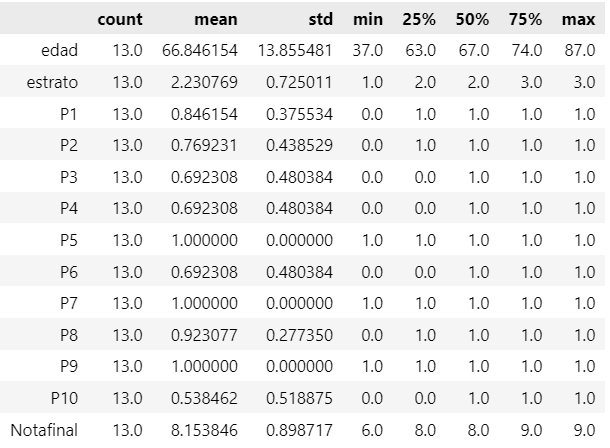 count mean std min 25% 50% 75% max
edad 13.0 66.846154 13.855481 37.0 63.0 67.0 74.0 87.0
estrato 13.0 2.230769 0.725011 1.0 2.0 2.0 3.0 3.0
P1 13.0 0.846154 0.375534 0.0 1.0 1.0 1.0 1.0
P2 13.0 0.769231 0.438529 0.0 1.0 1.0 1.0 1.0
P3 13.0 0.692308 0.480384 0.0 0.0 1.0 1.0 1.0
P4 13.0 0.692308 0.480384 0.0 0.0 1.0 1.0 1.0
P5 13.0 1.000000 0.000000 1.0 1.0 1.0 1.0 1.0
P6 13.0 0.692308 0.480384 0.0 0.0 1.0 1.0 1.0
P7 13.0 1.000000 0.000000 1.0 1.0 1.0 1.0 1.0
P8 13.0 0.923077 0.277350 0.0 1.0 1.0 1.0 1.0
P9 13.0 1.000000 0.000000 1.0 1.0 1.0 1.0 1.0
P10 13.0 0.538462 0.518875 0.0 0.0 1.0 1.0 1.0
Notafinal 13.0 8.153846 0.898717 6.0 8.0 8.0 9.0 9.0